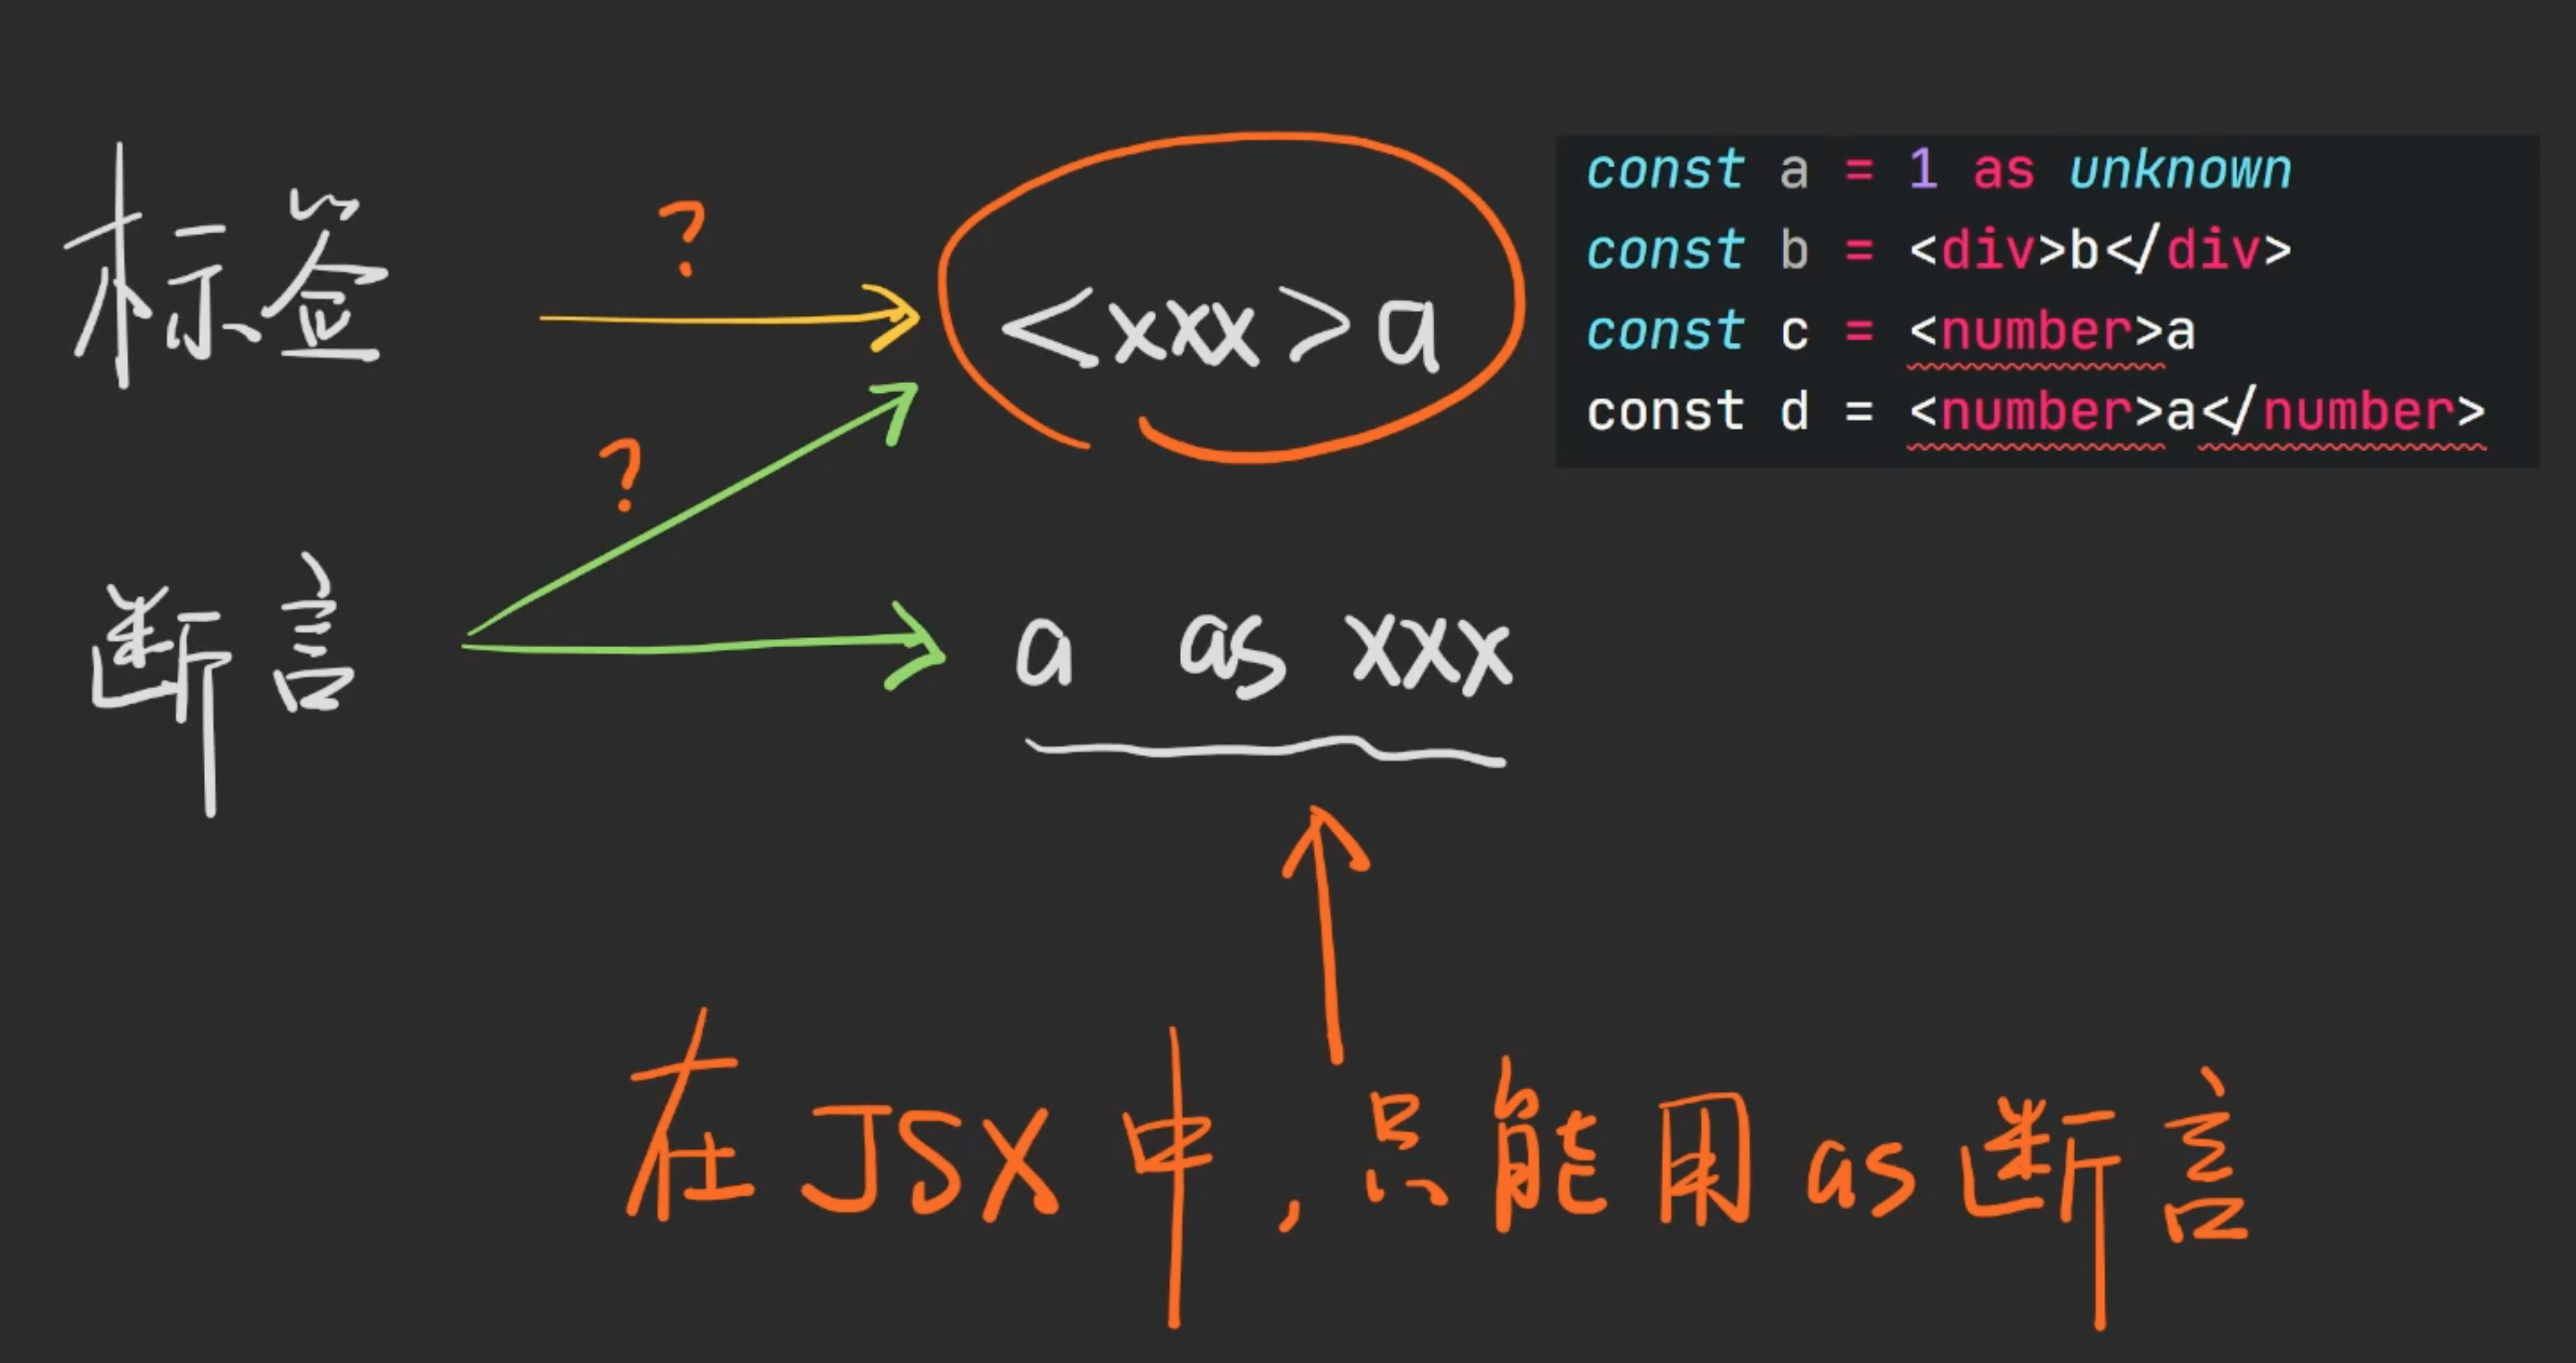 标签
?
<xxx>a
const a = 1 as unknown
const b = <div>b</div>
const c = <number>a
const d = <number>a</number>
?
断言
a as xxx
在JSX中,只能用as断言